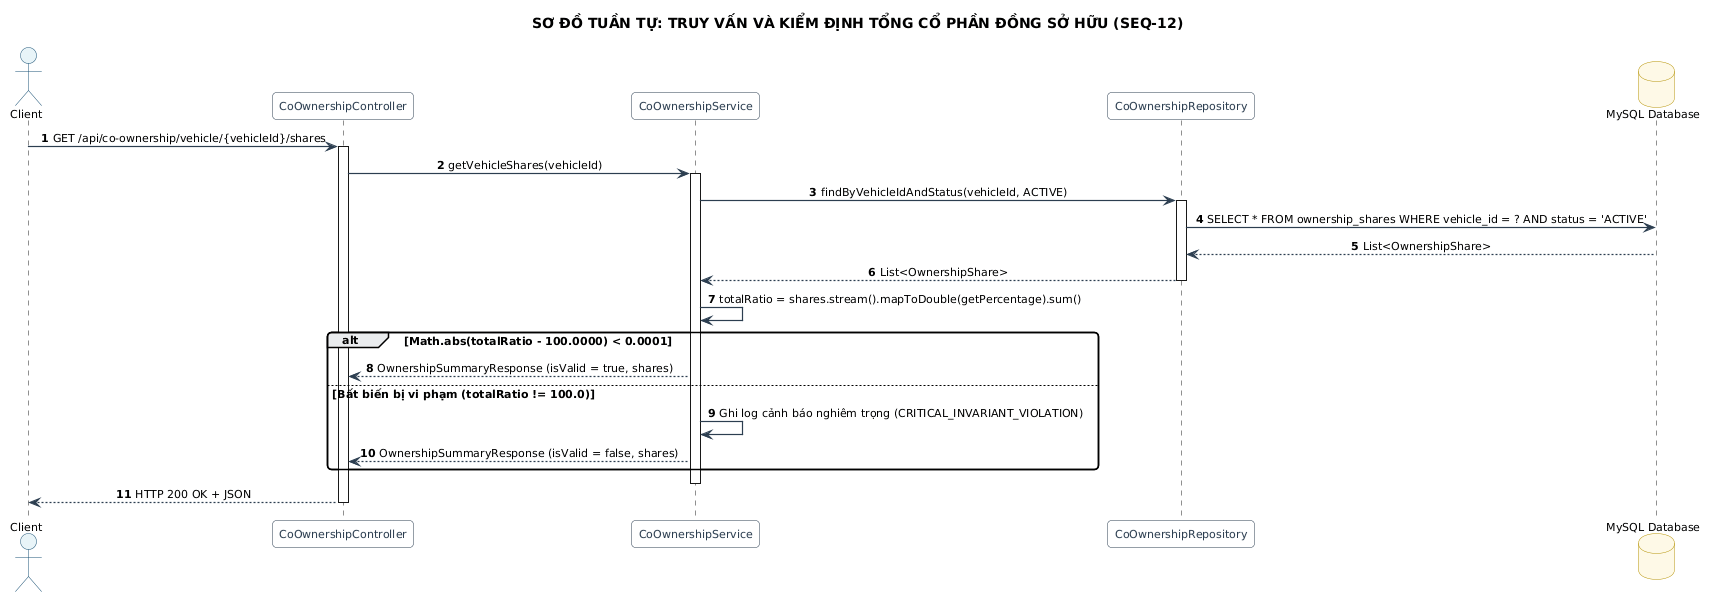 SƠ ĐỒ TUẦN TỰ: TRUY VẤN VÀ KIỂM ĐỊNH TỔNG CỔ PHẦN ĐỒNG SỞ HỮU (SEQ-12)
Client
CoOwnershipController
CoOwnershipService
CoOwnershipRepository
MySQL Database
1 GET /api/co-ownership/vehicle/{vehicleId}/shares
2 getVehicleShares(vehicleId)
3 findByVehicleIdAndStatus(vehicleId, ACTIVE)
4 SELECT * FROM ownership_shares WHERE vehicle_id = ? AND status = 'ACTIVE'
5 List<OwnershipShare>
6 List<OwnershipShare>
7 totalRatio = shares.stream().mapToDouble(getPercentage).sum()
alt [Math.abs(totalRatio - 100.0000) < 0.0001]
8 OwnershipSummaryResponse (isValid = true, shares)
[Bất biến bị vi phạm (totalRatio != 100.0)]
9 Ghi log cảnh báo nghiêm trọng (CRITICAL_INVARIANT_VIOLATION)
10 OwnershipSummaryResponse (isValid = false, shares)
11 HTTP 200 OK + JSON
Client
CoOwnershipController
CoOwnershipService
CoOwnershipRepository
MySQL Database